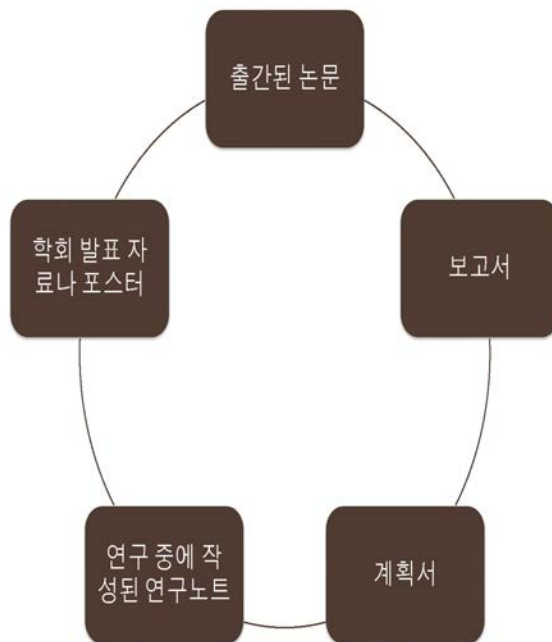 출간된 논문
보고서
계획서
연구 중에 작
성된 연구노트
학회 발표 자
료나 포스터